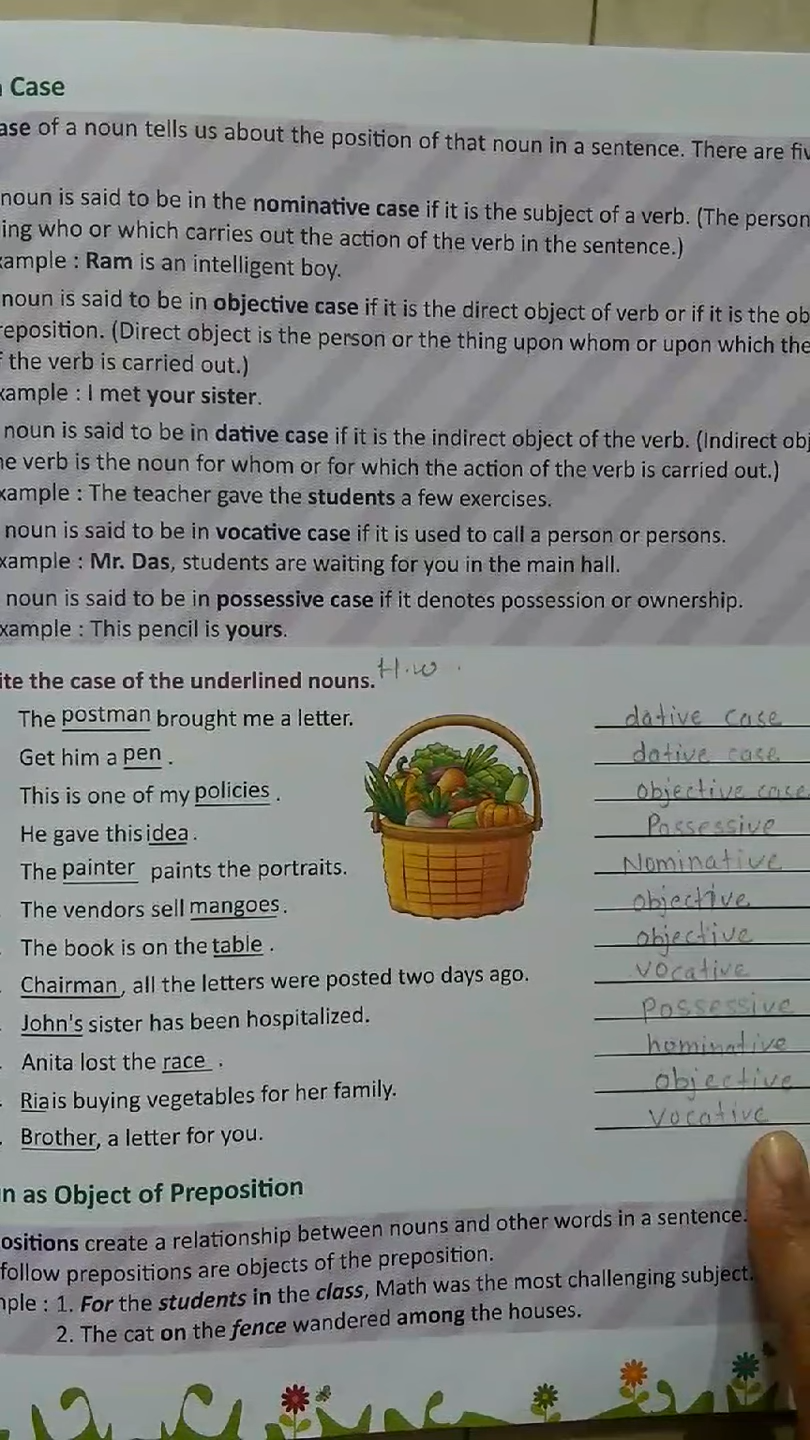 Case
ase of a noun tells us about the position of that noun in a sentence. There are fiv
noun is said to be in the nominative case if it is the subject of a verb. (The person
ing who or which carries out the action of the verb in the sentence.)
xample : Ram is an intelligent boy.
noun is said to be in objective case if it is the direct object of verb or if it is the ob
reposition. (Direct object is the person or the thing upon whom or upon which the
f the verb is carried out.)
xample : I met your sister.
noun is said to be in dative case if it is the indirect object of the verb. (Indirect obj
he verb is the noun for whom or for which the action of the verb is carried out.)
xample : The teacher gave the students a few exercises.
noun is said to be in vocative case if it is used to call a person or persons.
xample : Mr. Das, students are waiting for you in the main hall.
noun is said to be in possessive case if it denotes possession or ownership.
xample : This pencil is yours.
ite the case of the underlined nouns. H.w
The postman brought me a letter. dative case
Get him a pen . dative case
This is one of my policies . objective case
He gave this idea . Possessive
The painter paints the portraits. Nominative
The vendors sell mangoes . objective
The book is on the table . objective
Chairman , all the letters were posted two days ago. vocative
John's sister has been hospitalized. possessive
Anita lost the race . nominative
Ria is buying vegetables for her family. objective
Brother, a letter for you. vocative
n as Object of Preposition
ositions create a relationship between nouns and other words in a sentence.
follow prepositions are objects of the preposition.
ple : 1. For the students in the class, Math was the most challenging subject.
2. The cat on the fence wandered among the houses.